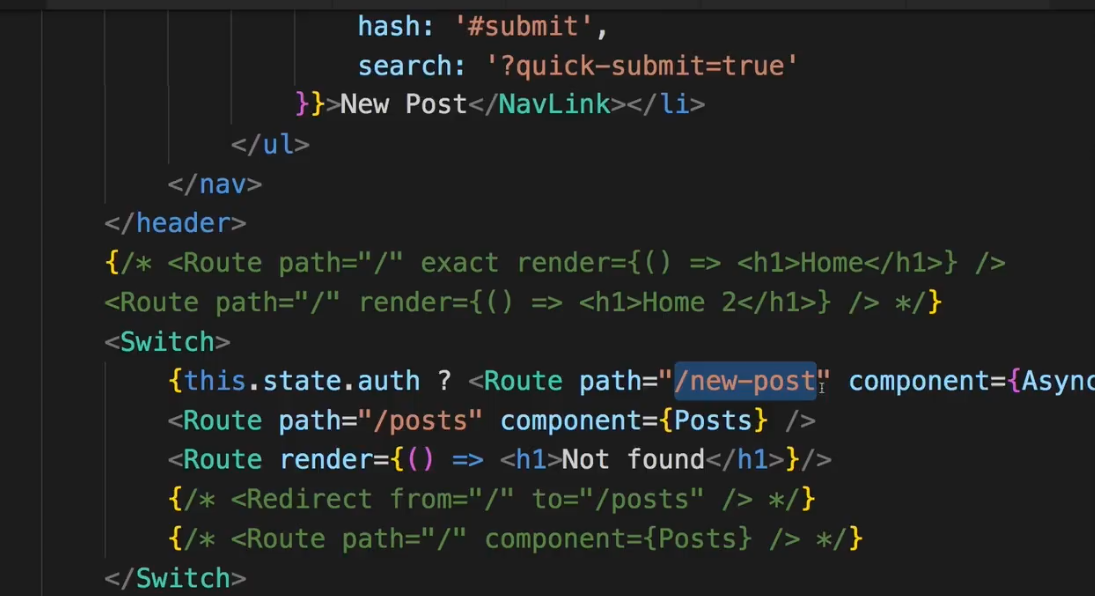 hash: '#submit',
search: '?quick-submit=true'
}}>New Post</NavLink></li>
</ul>
</nav>
</header>
{/* <Route path="/" exact render={() => <h1>Home</h1>} />
<Route path="/" render={() => <h1>Home 2</h1>} /> */}
<Switch>
{this.state.auth ? <Route path="/new-post" component={Async
<Route path="/posts" component={Posts} />
<Route render={() => <h1>Not found</h1>}/>
{/* <Redirect from="/" to="/posts" /> */}
{/* <Route path="/" component={Posts} /> */}
</Switch>